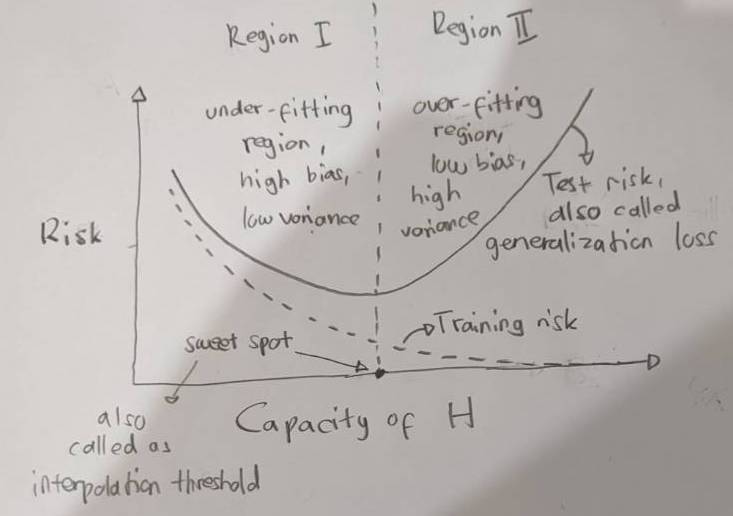 Region I
Region II
under-fitting
region,
high bias,
low variance
over-fitting
region,
low bias,
high
variance
Test risk,
also called
generalization loss
Risk
Training risk
sweet spot
also
called as
interpolation threshold
Capacity of H